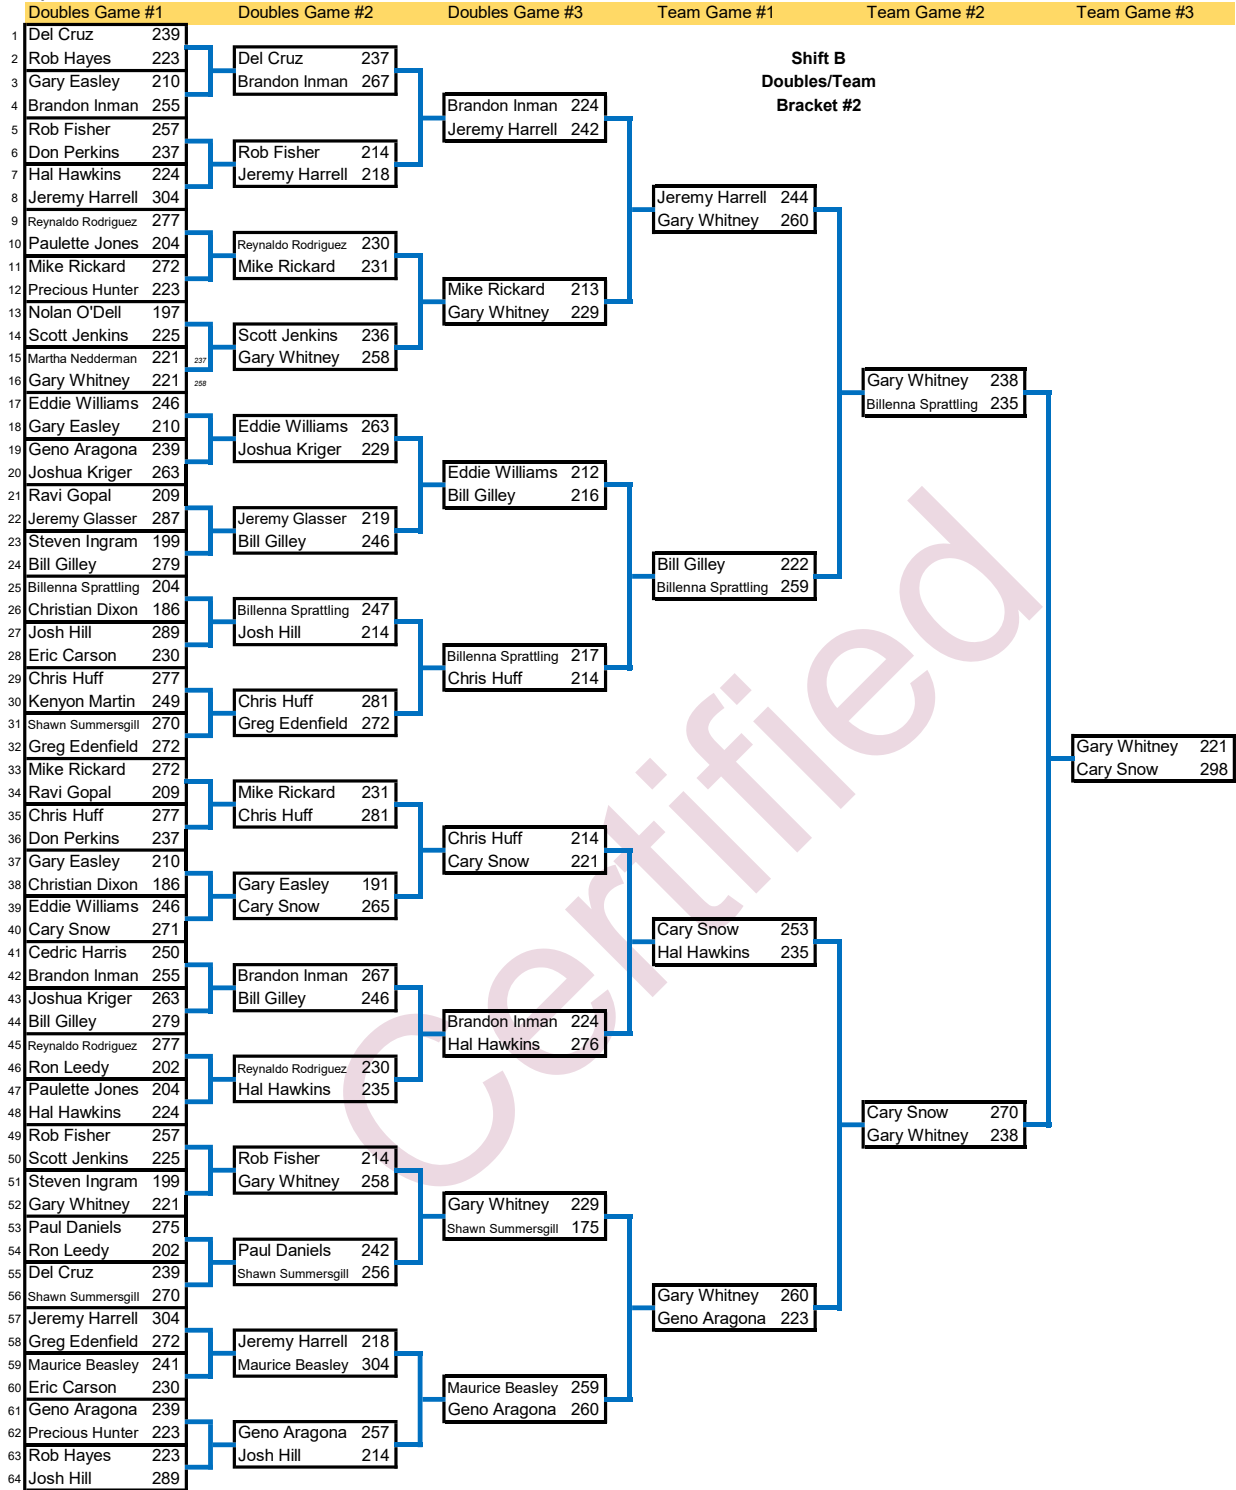 Doubles Game #1 Doubles Game #2 Doubles Game #3 Team Game #1 Team Game #2 Team Game #3
Shift B
Doubles/Team
Bracket #2
1 Del Cruz 239
2 Rob Hayes 223
3 Gary Easley 210
4 Brandon Inman 255
5 Rob Fisher 257
6 Don Perkins 237
7 Hal Hawkins 224
8 Jeremy Harrell 304
9 Reynaldo Rodriguez 277
10 Paulette Jones 204
11 Mike Rickard 272
12 Precious Hunter 223
13 Nolan O'Dell 197
14 Scott Jenkins 225
15 Martha Nedderman 221 237
16 Gary Whitney 221 258
17 Eddie Williams 246
18 Gary Easley 210
19 Geno Aragona 239
20 Joshua Kriger 263
21 Ravi Gopal 209
22 Jeremy Glasser 287
23 Steven Ingram 199
24 Bill Gilley 279
25 Billenna Sprattling 204
26 Christian Dixon 186
27 Josh Hill 289
28 Eric Carson 230
29 Chris Huff 277
30 Kenyon Martin 249
31 Shawn Summersgill 270
32 Greg Edenfield 272
33 Mike Rickard 272
34 Ravi Gopal 209
35 Chris Huff 277
36 Don Perkins 237
37 Gary Easley 210
38 Christian Dixon 186
39 Eddie Williams 246
40 Cary Snow 271
41 Cedric Harris 250
42 Brandon Inman 255
43 Joshua Kriger 263
44 Bill Gilley 279
45 Reynaldo Rodriguez 277
46 Ron Leedy 202
47 Paulette Jones 204
48 Hal Hawkins 224
49 Rob Fisher 257
50 Scott Jenkins 225
51 Steven Ingram 199
52 Gary Whitney 221
53 Paul Daniels 275
54 Ron Leedy 202
55 Del Cruz 239
56 Shawn Summersgill 270
57 Jeremy Harrell 304
58 Greg Edenfield 272
59 Maurice Beasley 241
60 Eric Carson 230
61 Geno Aragona 239
62 Precious Hunter 223
63 Rob Hayes 223
64 Josh Hill 289
Del Cruz 237
Brandon Inman 267
Rob Fisher 214
Jeremy Harrell 218
Reynaldo Rodriguez 230
Mike Rickard 231
Scott Jenkins 236
Gary Whitney 258
Eddie Williams 263
Joshua Kriger 229
Jeremy Glasser 219
Bill Gilley 246
Billenna Sprattling 247
Josh Hill 214
Chris Huff 281
Greg Edenfield 272
Mike Rickard 231
Chris Huff 281
Gary Easley 191
Cary Snow 265
Brandon Inman 267
Bill Gilley 246
Reynaldo Rodriguez 230
Hal Hawkins 235
Rob Fisher 214
Gary Whitney 258
Paul Daniels 242
Shawn Summersgill 256
Jeremy Harrell 218
Maurice Beasley 304
Geno Aragona 257
Josh Hill 214
Brandon Inman 224
Jeremy Harrell 242
Mike Rickard 213
Gary Whitney 229
Eddie Williams 212
Bill Gilley 216
Billenna Sprattling 217
Chris Huff 214
Chris Huff 214
Cary Snow 221
Brandon Inman 224
Hal Hawkins 276
Gary Whitney 229
Shawn Summersgill 175
Maurice Beasley 259
Geno Aragona 260
Jeremy Harrell 244
Gary Whitney 260
Bill Gilley 222
Billenna Sprattling 259
Cary Snow 253
Hal Hawkins 235
Gary Whitney 260
Geno Aragona 223
Gary Whitney 238
Billenna Sprattling 235
Cary Snow 270
Gary Whitney 238
Gary Whitney 221
Cary Snow 298
Certified